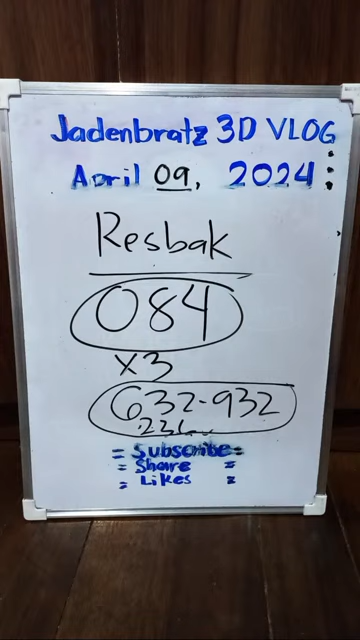 Jadenbratz 3D VLOG
April 09, 2024
Resbak
084
X3
632-932
= Subscribe =
= Share =
= Likes =